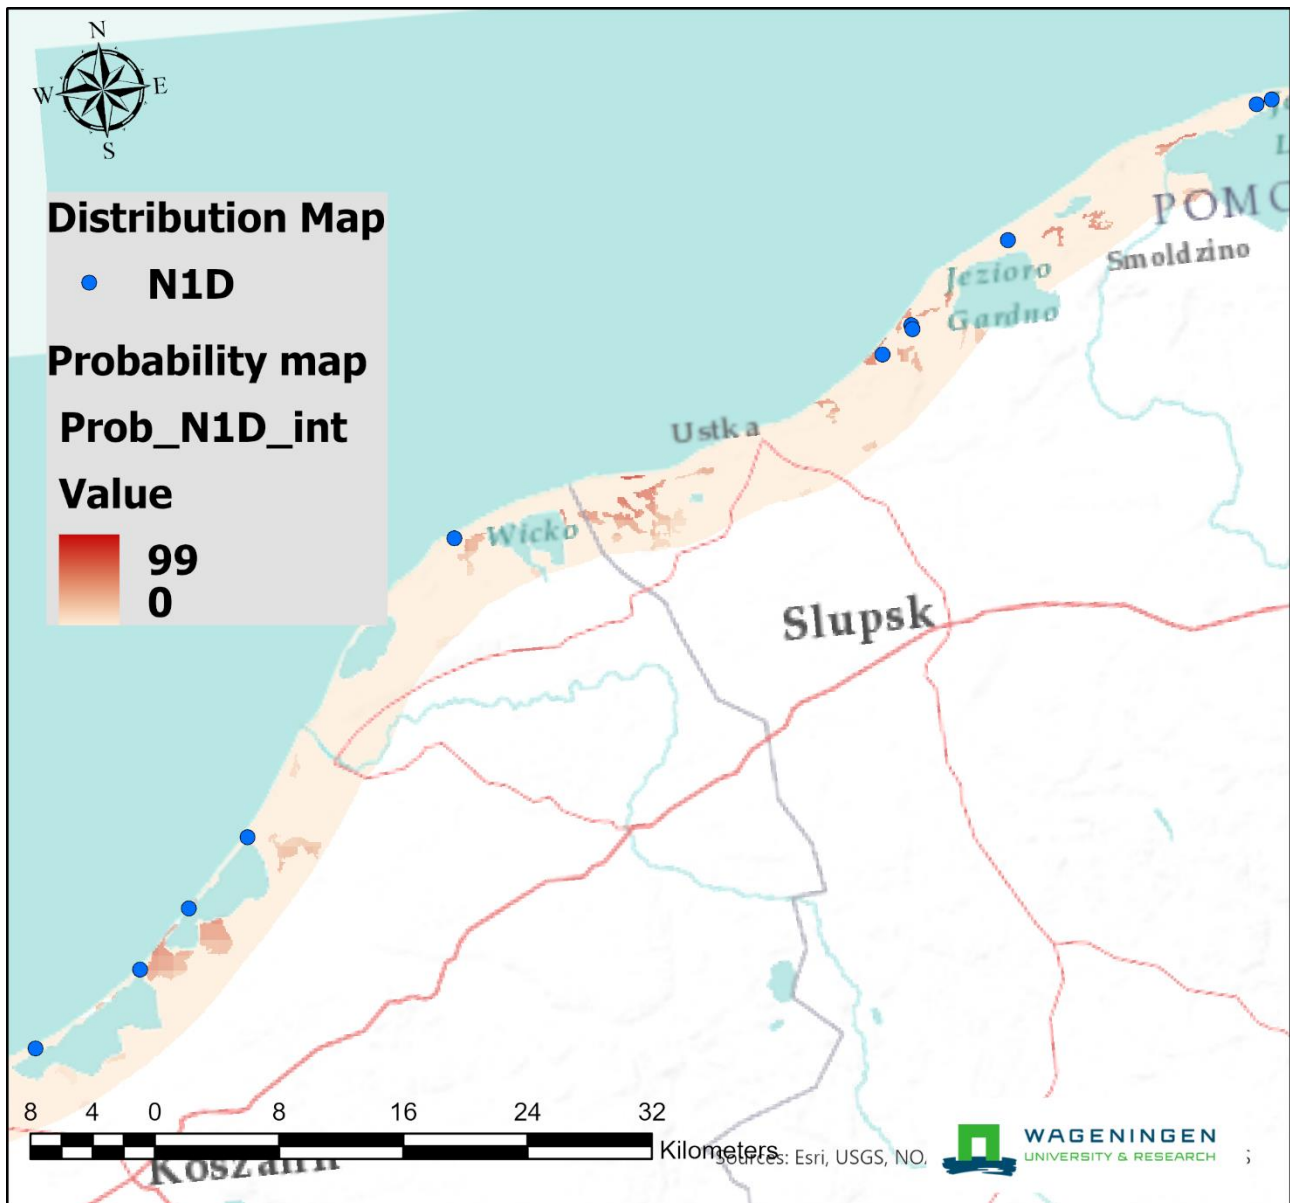 N
W E
S
Distribution Map
N1D
Probability map
Prob_N1D_int
Value
99
0
POMO
Smoldzino
Jezioro
Gardno
Ustka
Wicko
Slupsk
8 4 0 8 16 24 32
Kilometers
Koszalin
Sources: Esri, USGS, NO
WAGENINGEN
UNIVERSITY & RESEARCH